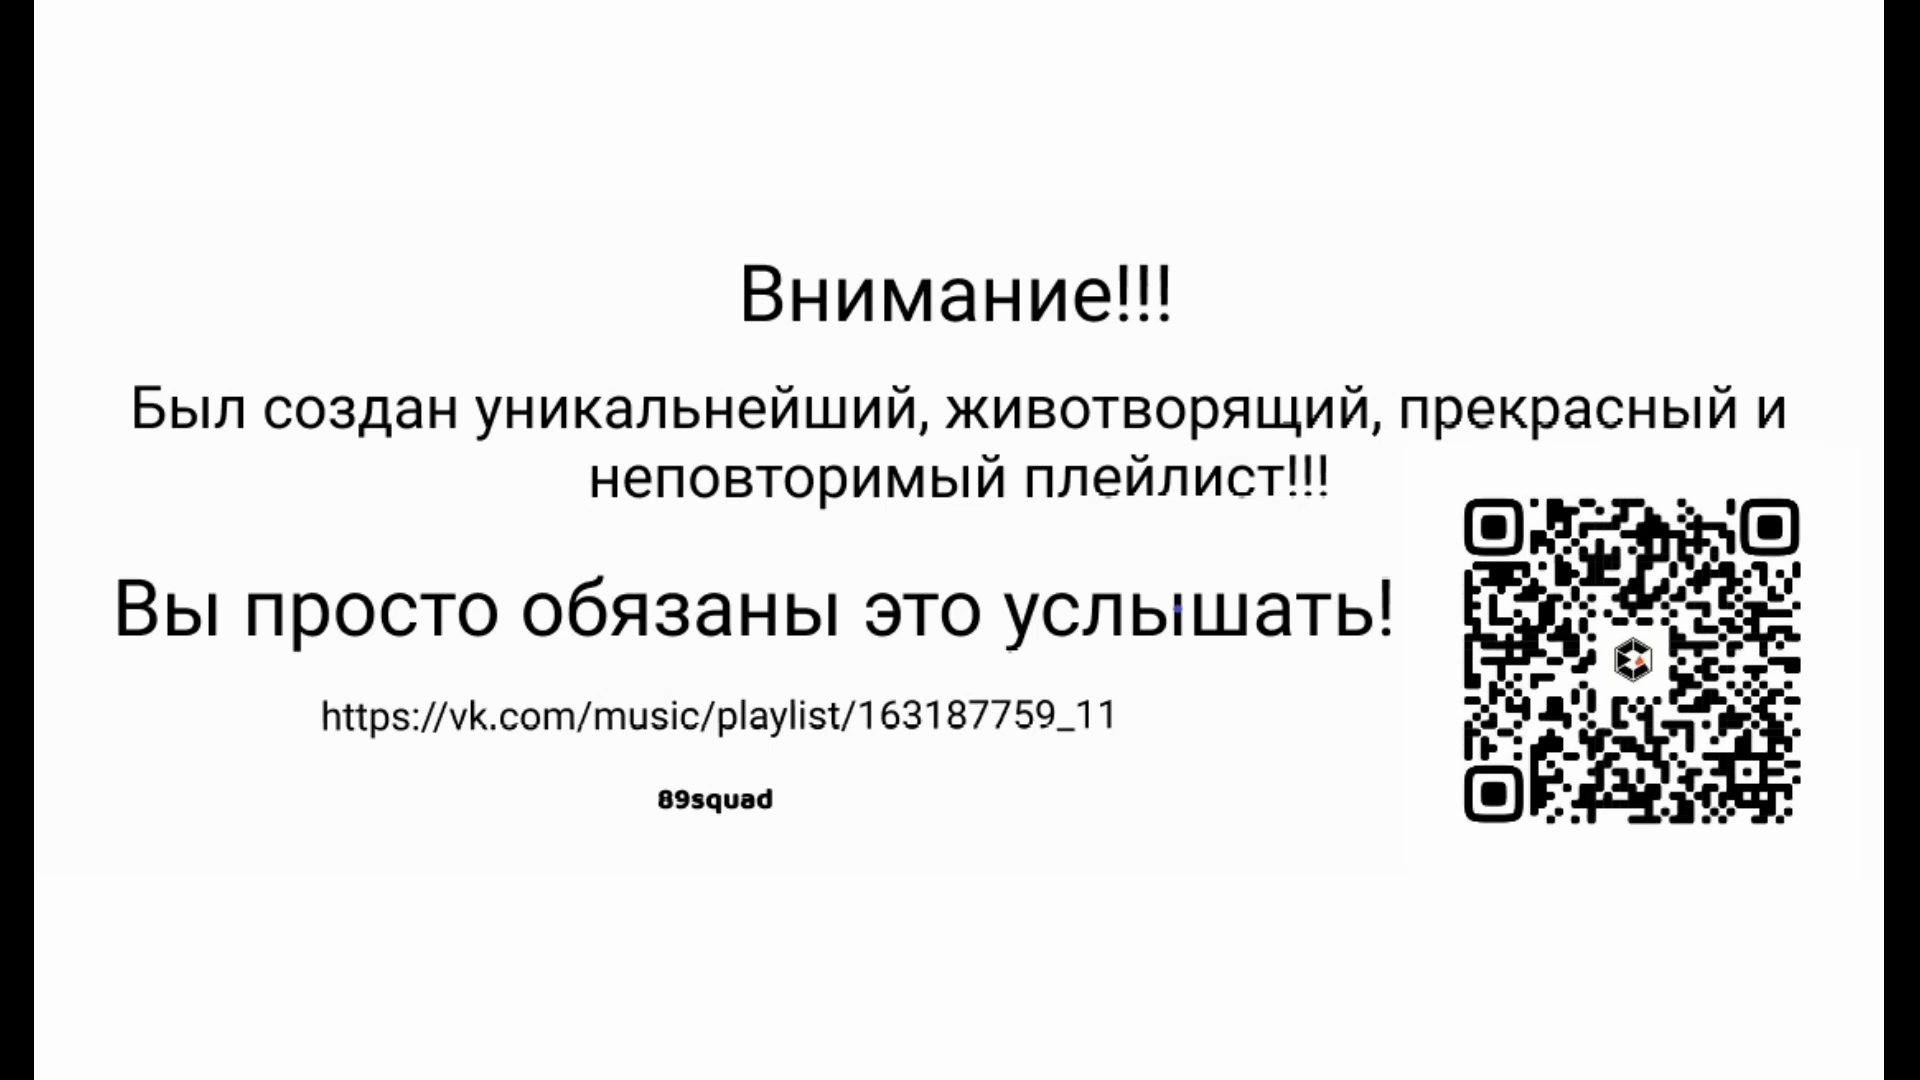 Внимание!!!
Был создан уникальнейший, животворящий, прекрасный и
неповторимый плейлист!!!
Вы просто обязаны это услышать!
https://vk.com/music/playlist/163187759_11
89squad